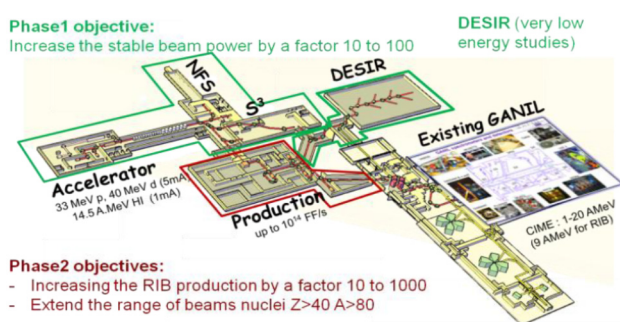 Phase1 objective:
Increase the stable beam power by a factor 10 to 100
DESIR (very low
energy studies)
NFS
S³
DESIR
Existing GANIL
Accelerator
33 MeV p, 40 MeV d (5mA)
14.5 A.MeV HI (1mA)
Production
up to 10¹⁴ FF/s
CIME : 1-20 AMeV
(9 AMeV for RIB)
Phase2 objectives:
- Increasing the RIB production by a factor 10 to 1000
- Extend the range of beams nuclei Z>40 A>80